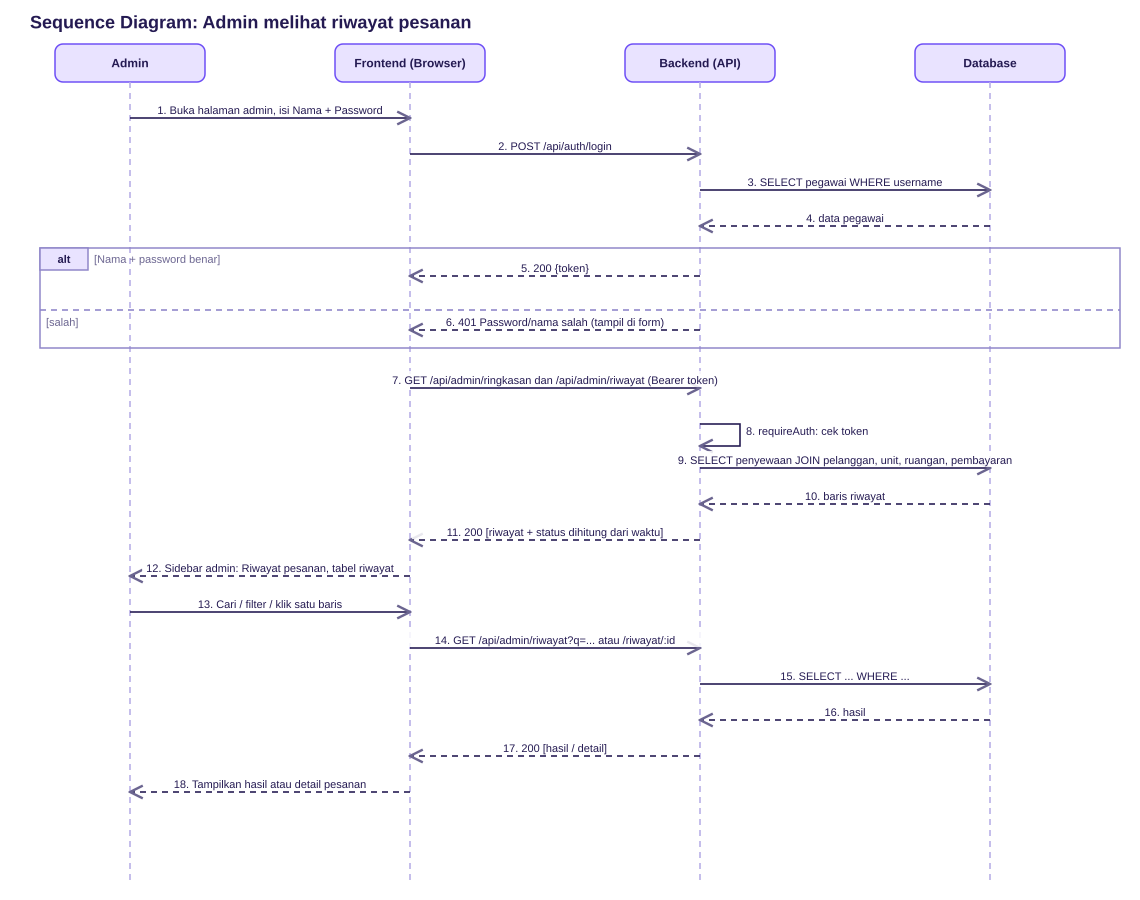 Sequence Diagram: Admin melihat riwayat pesanan
Admin
Frontend (Browser)
Backend (API)
Database
1. Buka halaman admin, isi Nama + Password
2. POST /api/auth/login
3. SELECT pegawai WHERE username
4. data pegawai
alt
[Nama + password benar]
5. 200 {token}
[salah]
6. 401 Password/nama salah (tampil di form)
7. GET /api/admin/ringkasan dan /api/admin/riwayat (Bearer token)
8. requireAuth: cek token
9. SELECT penyewaan JOIN pelanggan, unit, ruangan, pembayaran
10. baris riwayat
11. 200 [riwayat + status dihitung dari waktu]
12. Sidebar admin: Riwayat pesanan, tabel riwayat
13. Cari / filter / klik satu baris
14. GET /api/admin/riwayat?q=... atau /riwayat/:id
15. SELECT ... WHERE ...
16. hasil
17. 200 [hasil / detail]
18. Tampilkan hasil atau detail pesanan